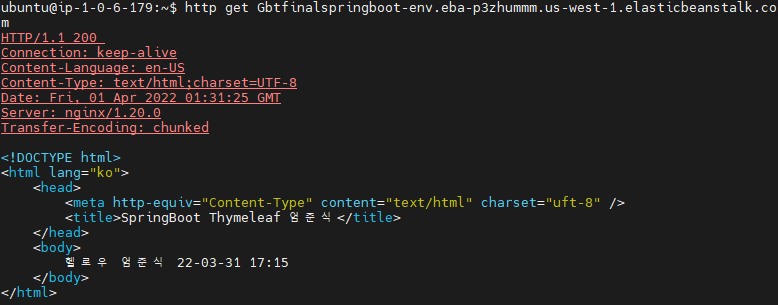 ubuntu@ip-1-0-6-179:~$ http get Gbtfinalspringboot-env.eba-p3zhummm.us-west-1.elasticbeanstalk.co
m
HTTP/1.1 200
Connection: keep-alive
Content-Language: en-US
Content-Type: text/html;charset=UTF-8
Date: Fri, 01 Apr 2022 01:31:25 GMT
Server: nginx/1.20.0
Transfer-Encoding: chunked
<!DOCTYPE html>
<html lang="ko">
<head>
<meta http-equiv="Content-Type" content="text/html" charset="uft-8" />
<title>SpringBoot Thymeleaf 엄준식</title>
</head>
<body>
헬로우 엄준식 22-03-31 17:15
</body>
</html>